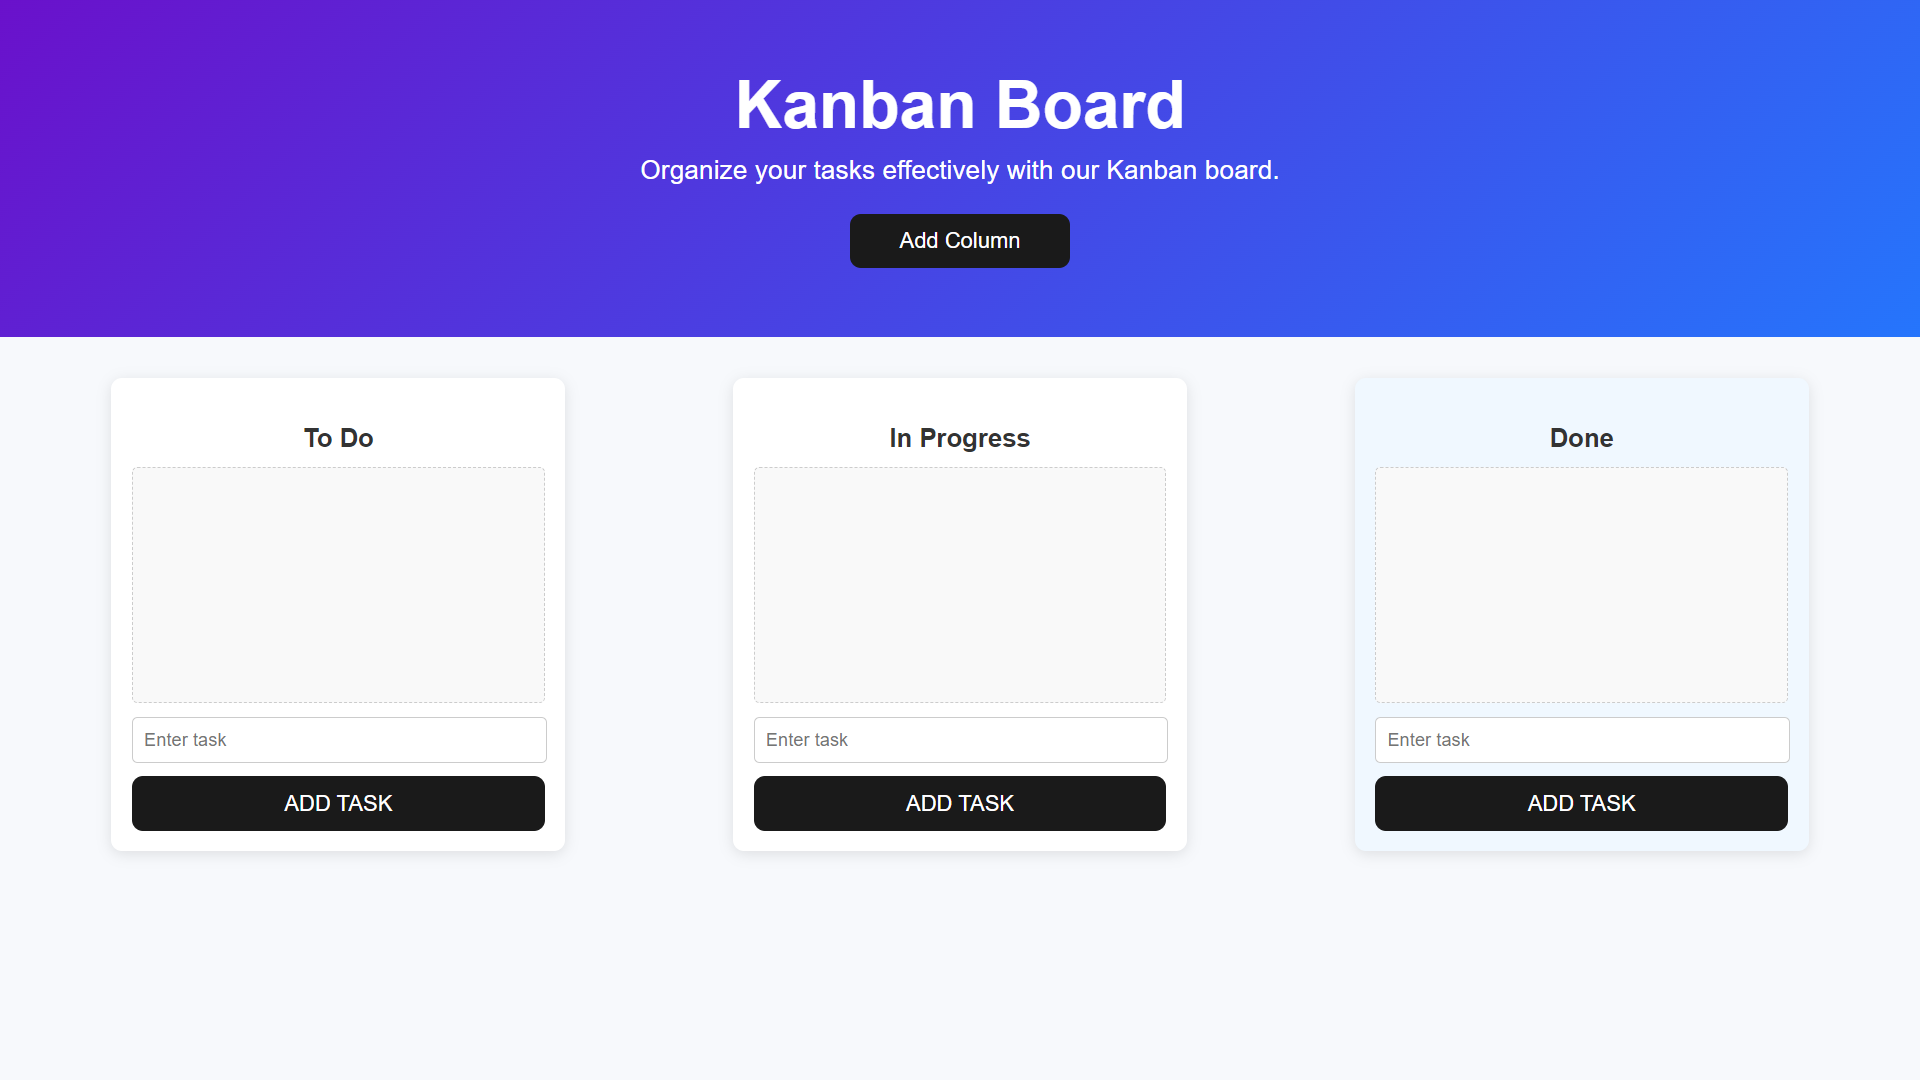 Kanban Board
Organize your tasks effectively with our Kanban board.
Add Column
To Do
Enter task
ADD TASK
In Progress
Enter task
ADD TASK
Done
Enter task
ADD TASK